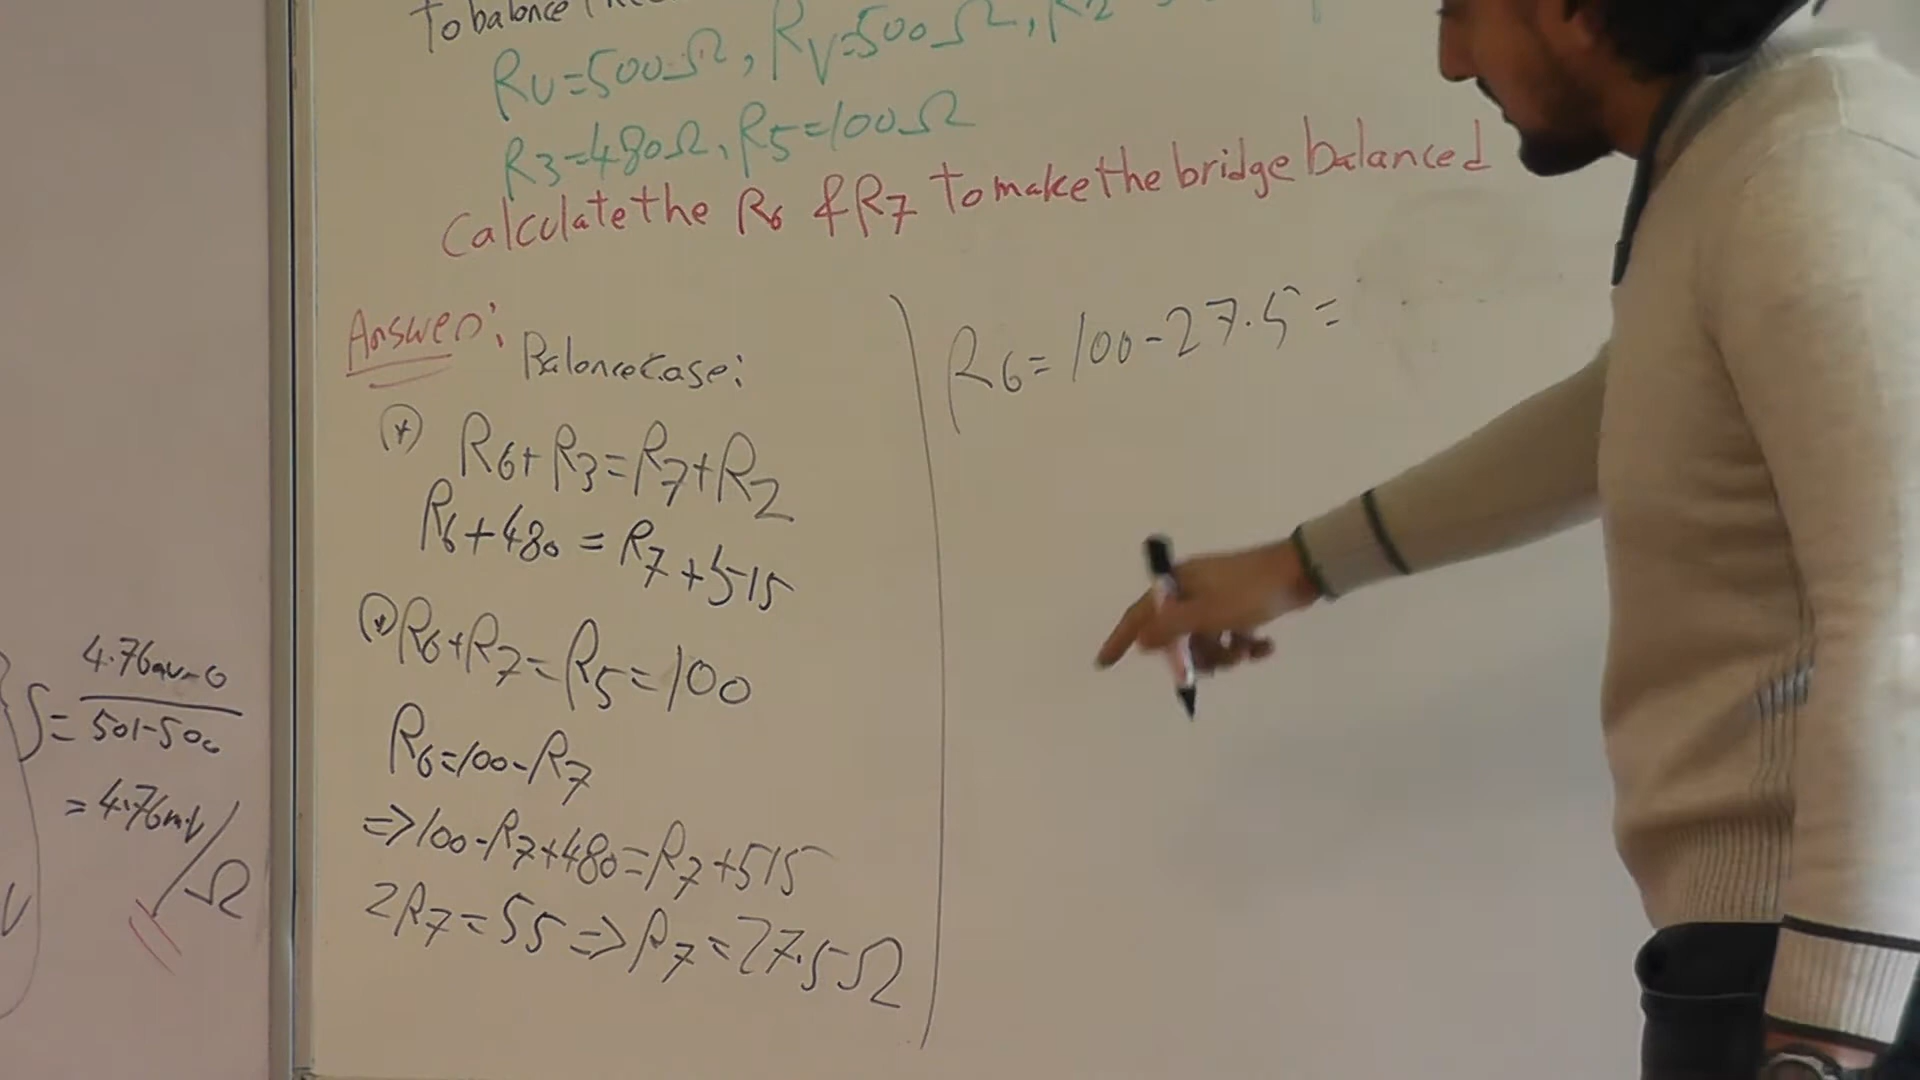 To balance
RU=500Ω, RV=500Ω, R2
R3=480Ω, R5=100Ω
Calculate the R6 & R7 To make the bridge balanced
Answer:
Balance Case:
R6+R3=R7+R2
R6+480=R7+515
R6+R7=R5=100
R6=100-R7
=>100-R7+480=R7+515
2R7=55=>R7=27.5Ω
R6=100-27.5=
4.76mv-0
S=
501-500
=4.76mv/Ω